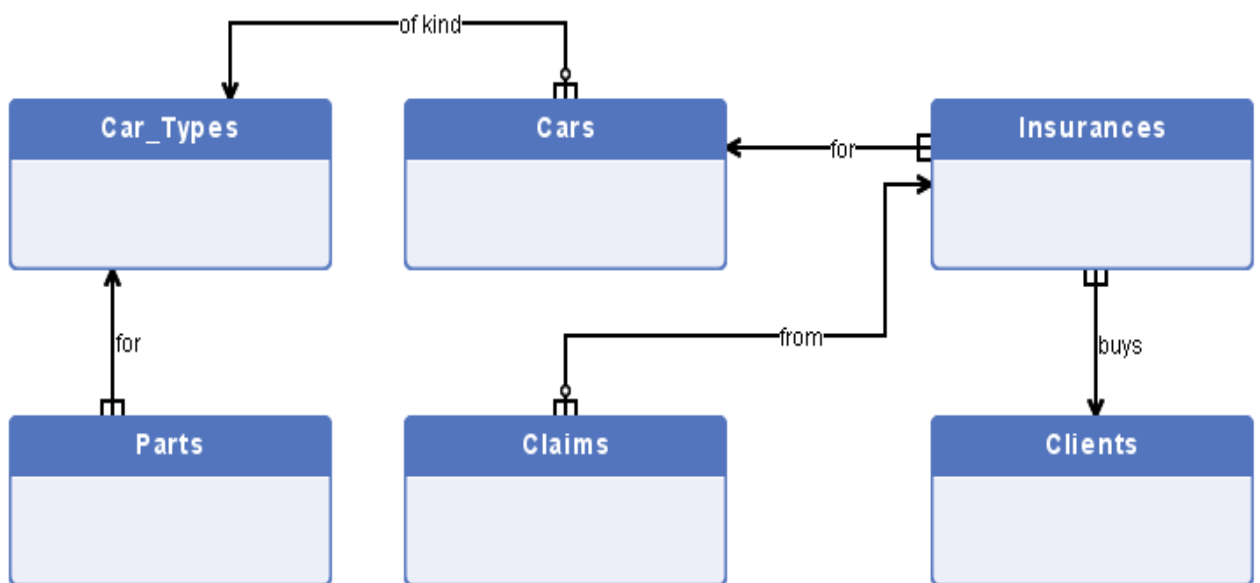 of kind
Car_Types
Cars
Insurances
for
for
from
buys
Parts
Claims
Clients